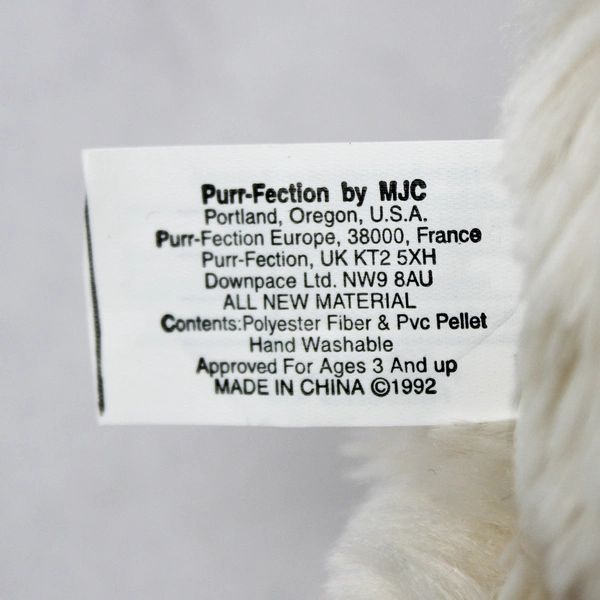 Purr-Fection by MJC
Portland, Oregon, U.S.A.
Purr-Fection Europe, 38000, France
Purr-Fection, UK KT2 5XH
Downpace Ltd. NW9 8AU
ALL NEW MATERIAL
Contents:Polyester Fiber & Pvc Pellet
Hand Washable
Approved For Ages 3 And up
MADE IN CHINA ©1992